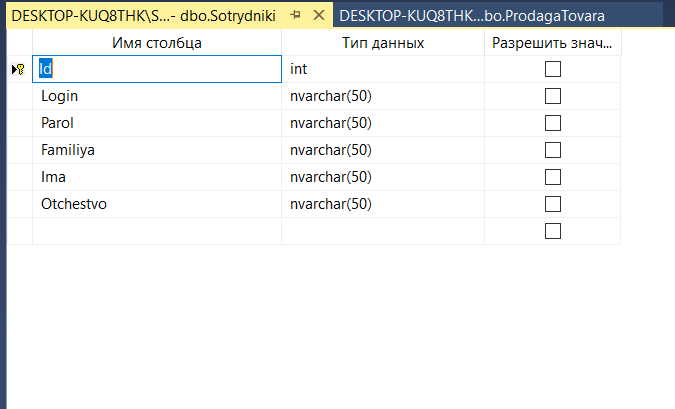 DESKTOP-KUQ8THK\S...- dbo.Sotrydniki DESKTOP-KUQ8THK...bo.ProdagaTovara
Имя столбца Тип данных Разрешить знач...
Id int
Login nvarchar(50)
Parol nvarchar(50)
Familiya nvarchar(50)
Ima nvarchar(50)
Otchestvo nvarchar(50)